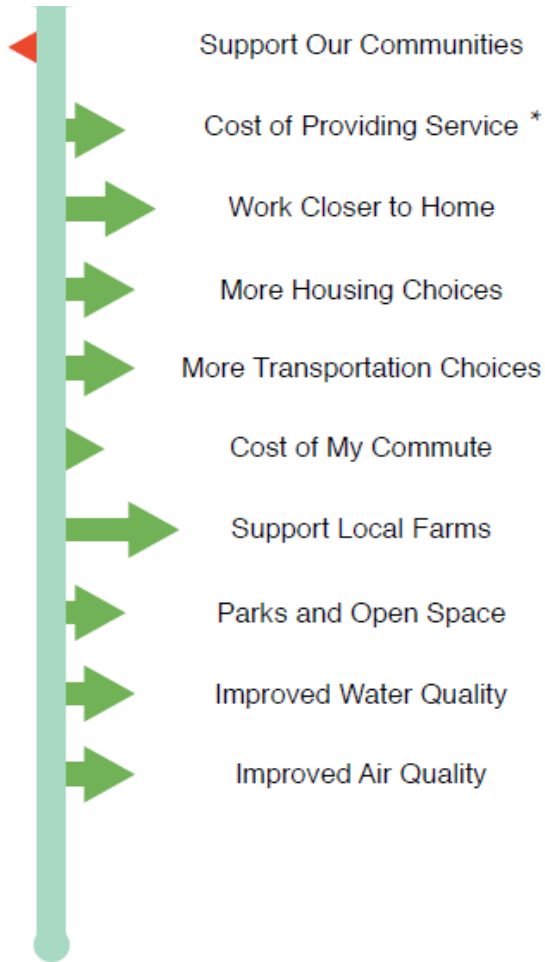 Support Our Communities
Cost of Providing Service *
Work Closer to Home
More Housing Choices
More Transportation Choices
Cost of My Commute
Support Local Farms
Parks and Open Space
Improved Water Quality
Improved Air Quality